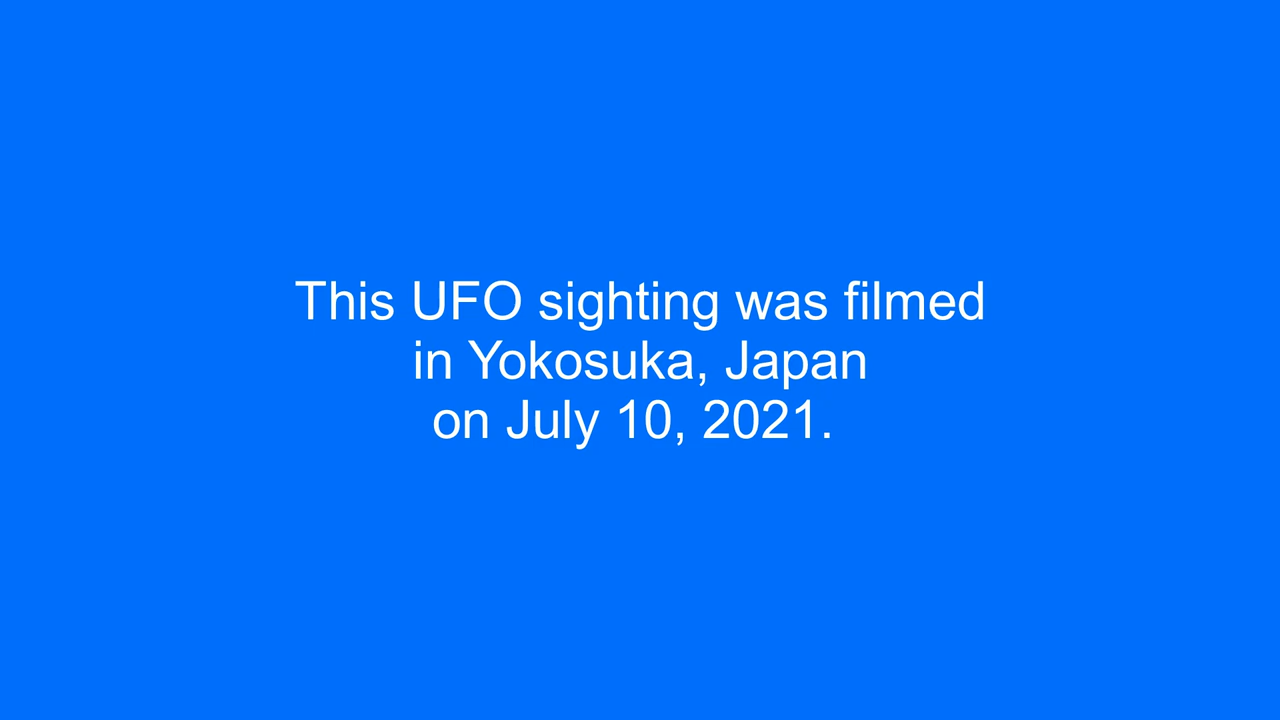 This UFO sighting was filmed
in Yokosuka, Japan
on July 10, 2021.